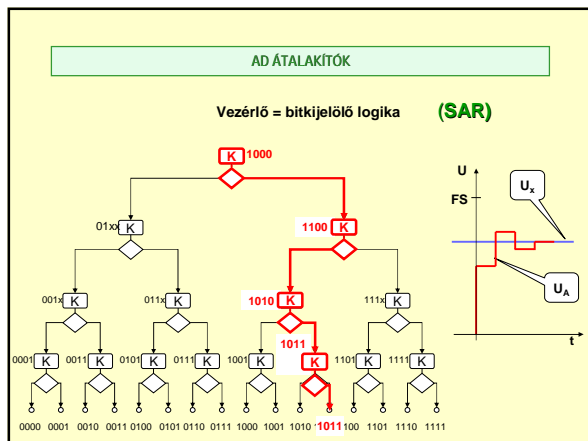 AD ÁTALAKÍTÓK
Vezérlő = bitkijelölő logika (SAR)
K 1000
01xx K
1100 K
001x K
011x K
1010 K
111x K
0001 K
0011 K
0101 K
0111 K
1001 K
1011 K
1101 K
1111 K
0000 0001 0010 0011 0100 0101 0110 0111 1000 1001 1010 1011 100 1101 1110 1111
U
FS
Ux
UA
t